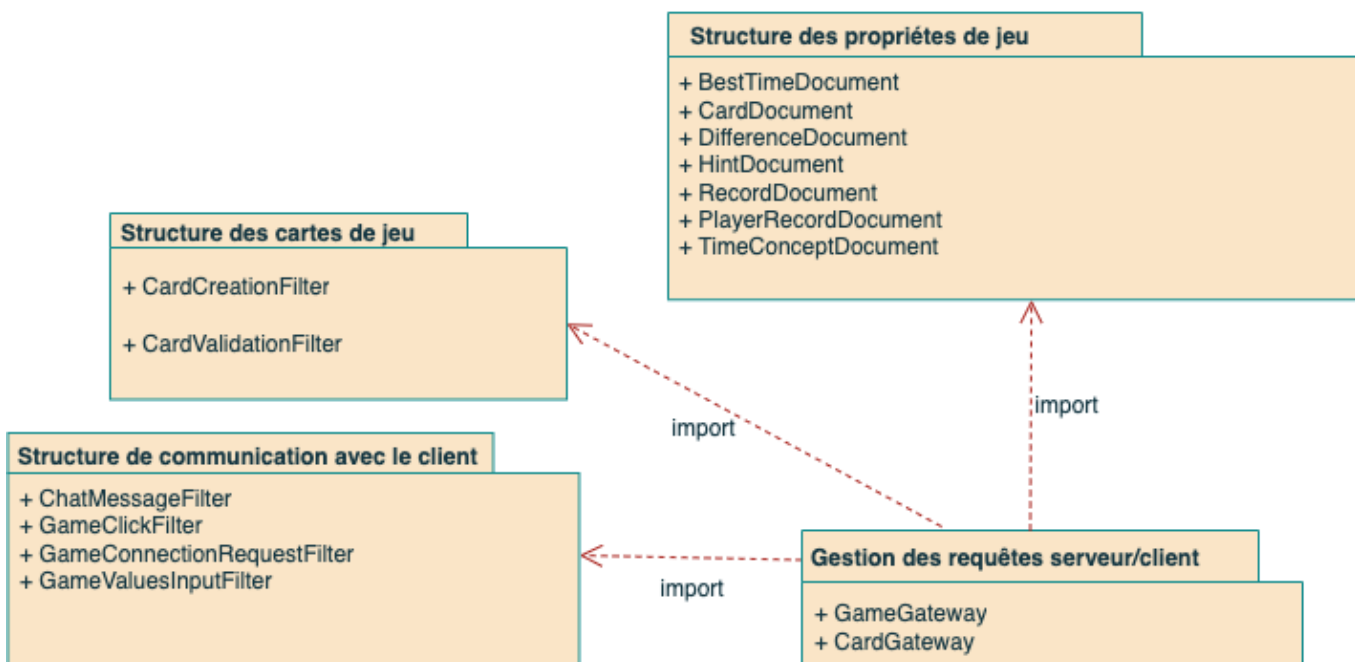 Structure des propriétes de jeu
+ BestTimeDocument
+ CardDocument
+ DifferenceDocument
+ HintDocument
+ RecordDocument
+ PlayerRecordDocument
+ TimeConceptDocument
Structure des cartes de jeu
+ CardCreationFilter
+ CardValidationFilter
import
import
Structure de communication avec le client
+ ChatMessageFilter
+ GameClickFilter
+ GameConnectionRequestFilter
+ GameValuesInputFilter
import
Gestion des requêtes serveur/client
+ GameGateway
+ CardGateway